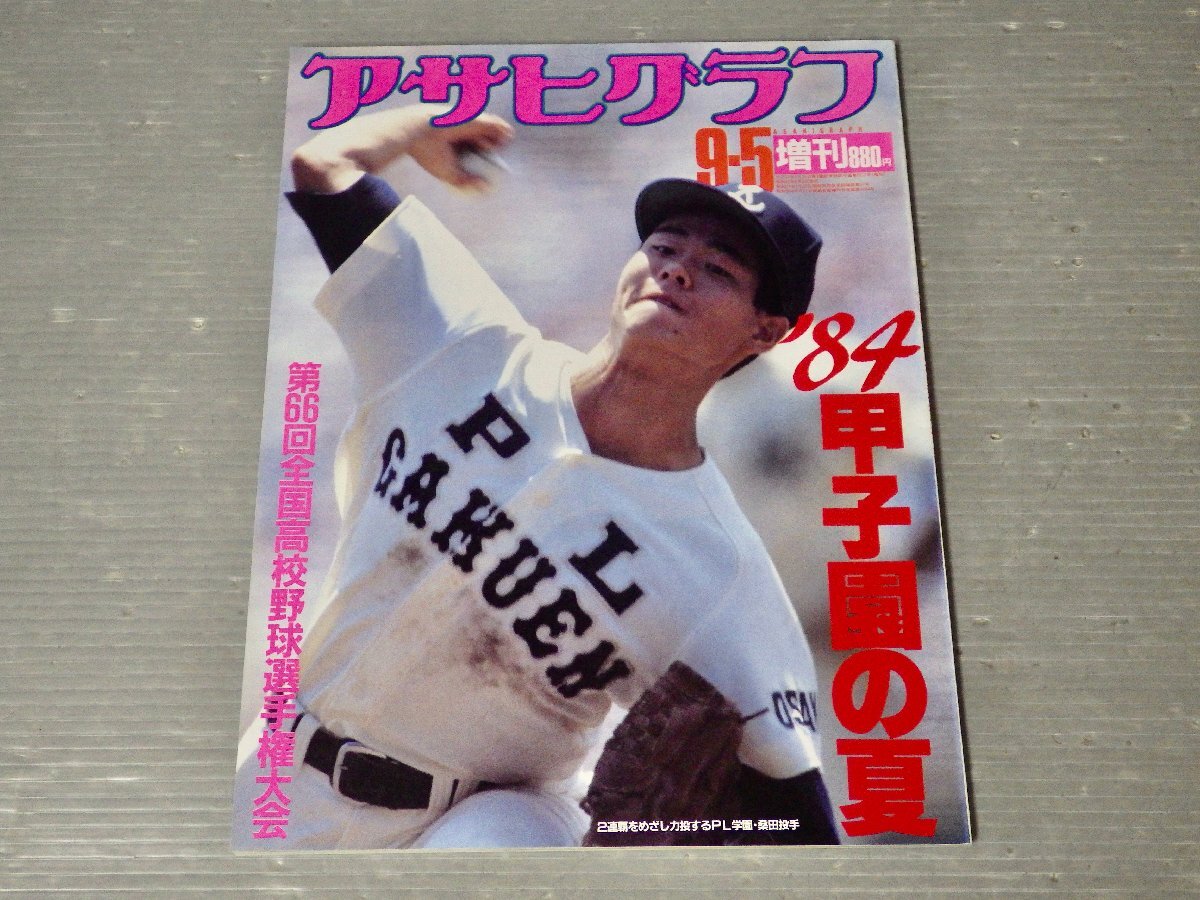 アサヒグラフ
ASAHIGRAPH
9-5
増刊880円
'84
甲子園の夏
第66回全国高校野球選手権大会
PL
GAKUEN
OSAK
2連覇をめざし力投するPL学園・桑田投手